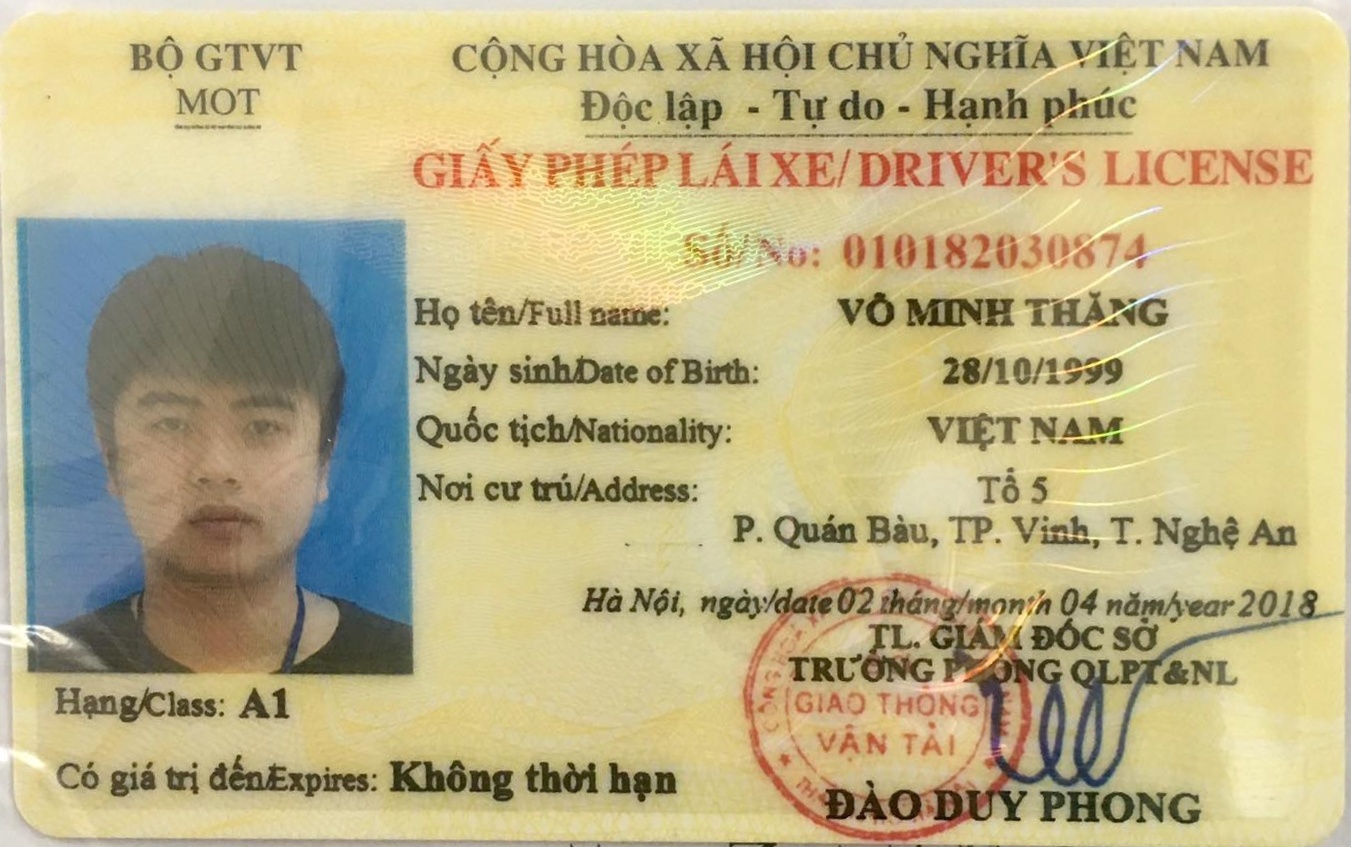 BỘ GTVT
MOT
CỘNG HÒA XÃ HỘI CHỦ NGHĨA VIỆT NAM
Độc lập - Tự do - Hạnh phúc
GIẤY PHÉP LÁI XE/DRIVER'S LICENSE
Số/No: 010182030874
Họ tên/Full name: VÕ MINH THĂNG
Ngày sinh/Date of Birth: 28/10/1999
Quốc tịch/Nationality: VIỆT NAM
Nơi cư trú/Address: Tổ 5
P. Quán Bàu, TP. Vinh, T. Nghệ An
Hà Nội, ngày/date 02 tháng/month 04 năm/year 2018
TL. GIÁM ĐỐC SỞ
TRƯỞNG PHÒNG QLPT&NL
GIAO THÔNG
VẬN TẢI
ĐÀO DUY PHONG
Hạng/Class: A1
Có giá trị đến/Expires: Không thời hạn